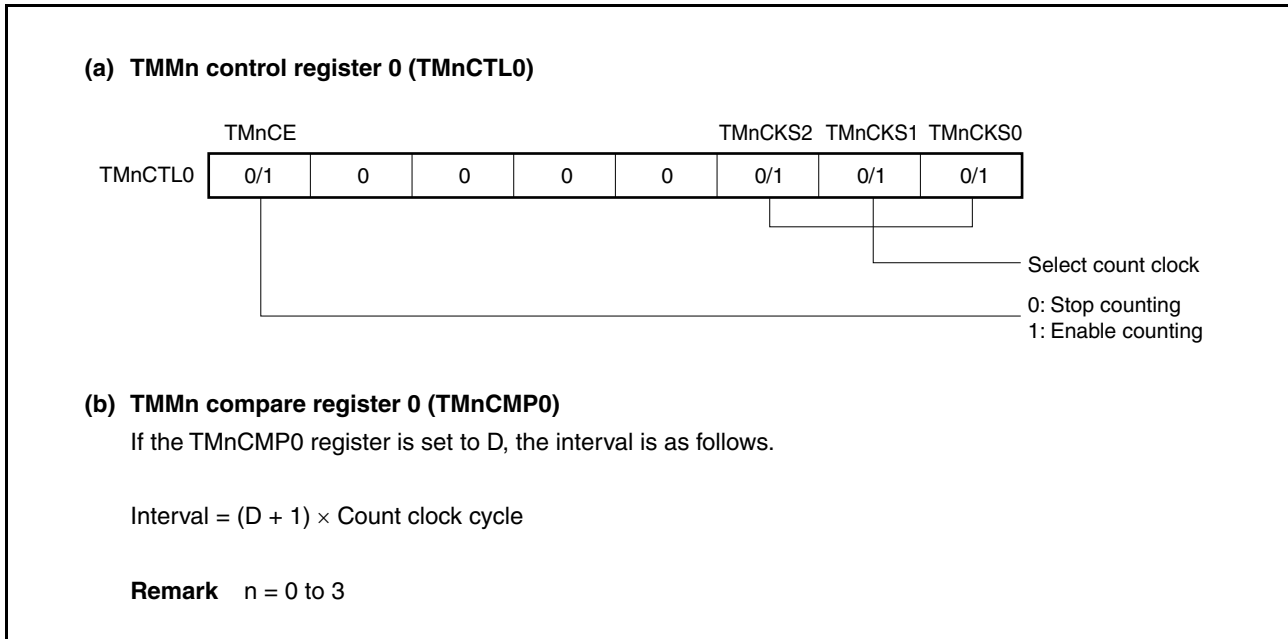 (a) TMMn control register 0 (TMnCTL0)
TMnCE TMnCKS2 TMnCKS1 TMnCKS0
TMnCTL0 0/1 0 0 0 0 0/1 0/1 0/1
Select count clock
0: Stop counting
1: Enable counting
(b) TMMn compare register 0 (TMnCMP0)
If the TMnCMP0 register is set to D, the interval is as follows.
Interval = (D + 1) × Count clock cycle
Remark n = 0 to 3